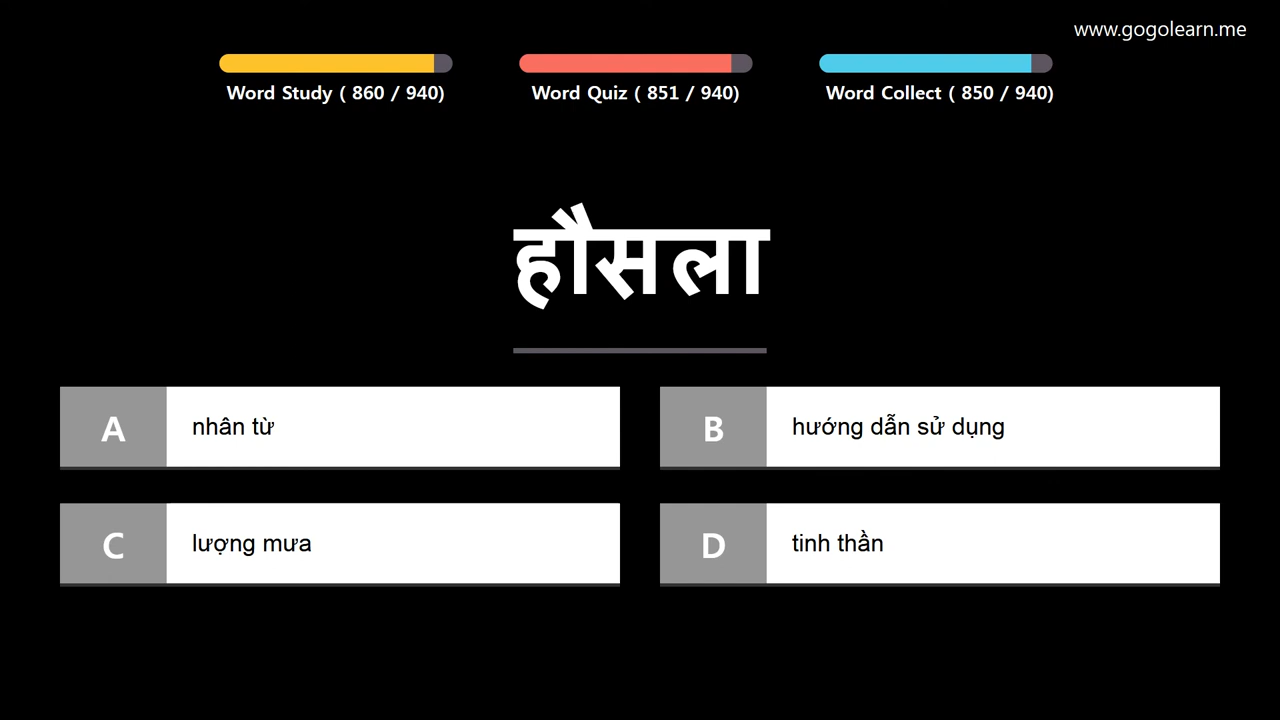 www.gogolearn.me
Word Study ( 860 / 940)
Word Quiz ( 851 / 940)
Word Collect ( 850 / 940)
हौसला
A nhân từ
B hướng dẫn sử dụng
C lượng mưa
D tinh thần